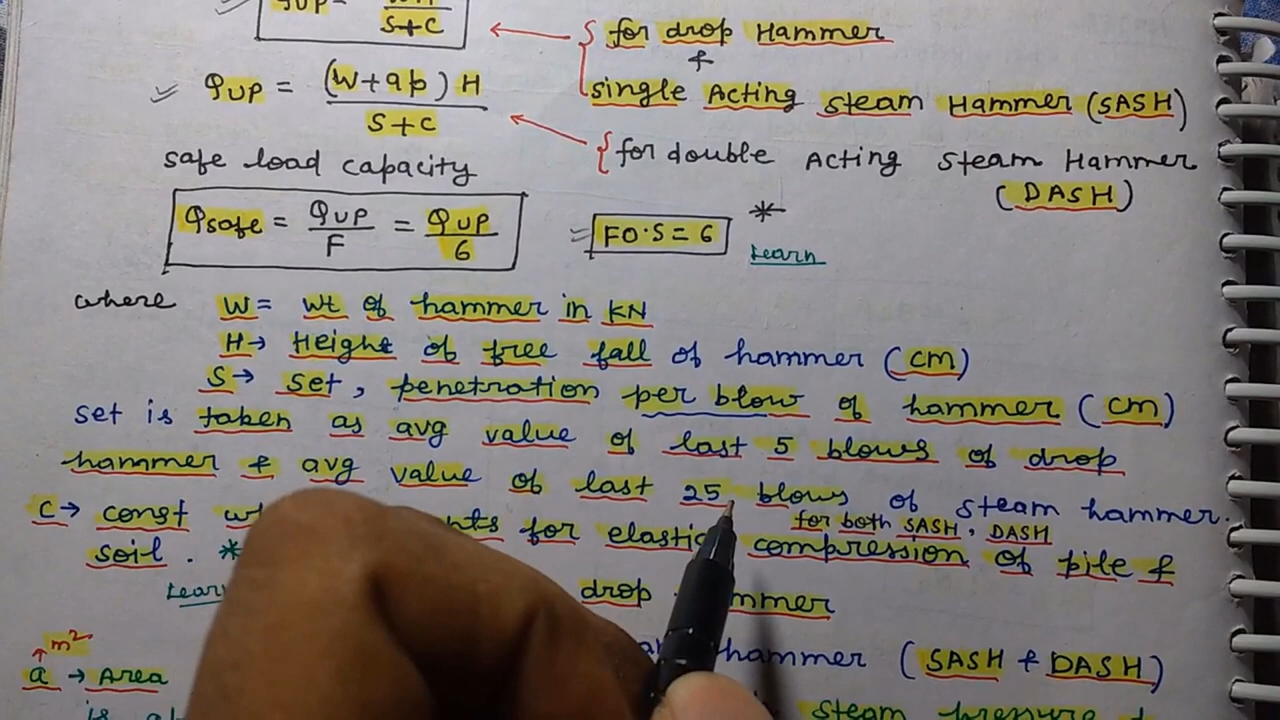 S+C
{ for drop Hammer
&
single Acting steam Hammer (SASH)
QUP = (W+ap) H
S+C
{ for double Acting steam Hammer
(DASH)
safe load capacity
Qsafe = QUP/F = QUP/6
FO.S = 6
*
Learn
where W = wt of hammer in KN
H → Height of free fall of hammer (cm)
S → set, penetration per blow of hammer (cm)
set is taken as avg value of last 5 blows of drop
hammer & avg value of last 25 blows of steam hammer.
for both SASH, DASH
C → const for elastic compression of pile &
soil. *
Learn drop
hammer (SASH + DASH)
m²
a → Area
steam pressure